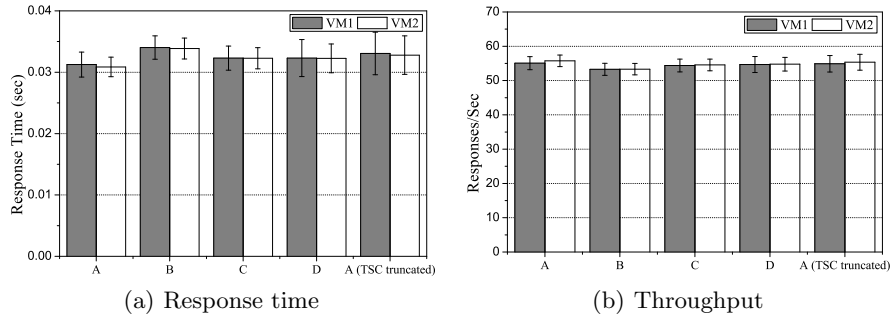 VM1 VM2
Response Time (sec)
0.04
0.03
0.02
0.01
0.00
A B C D A (TSC truncated)
(a) Response time
VM1 VM2
Responses/Sec
70
60
50
40
30
20
10
0
A B C D A (TSC truncated)
(b) Throughput